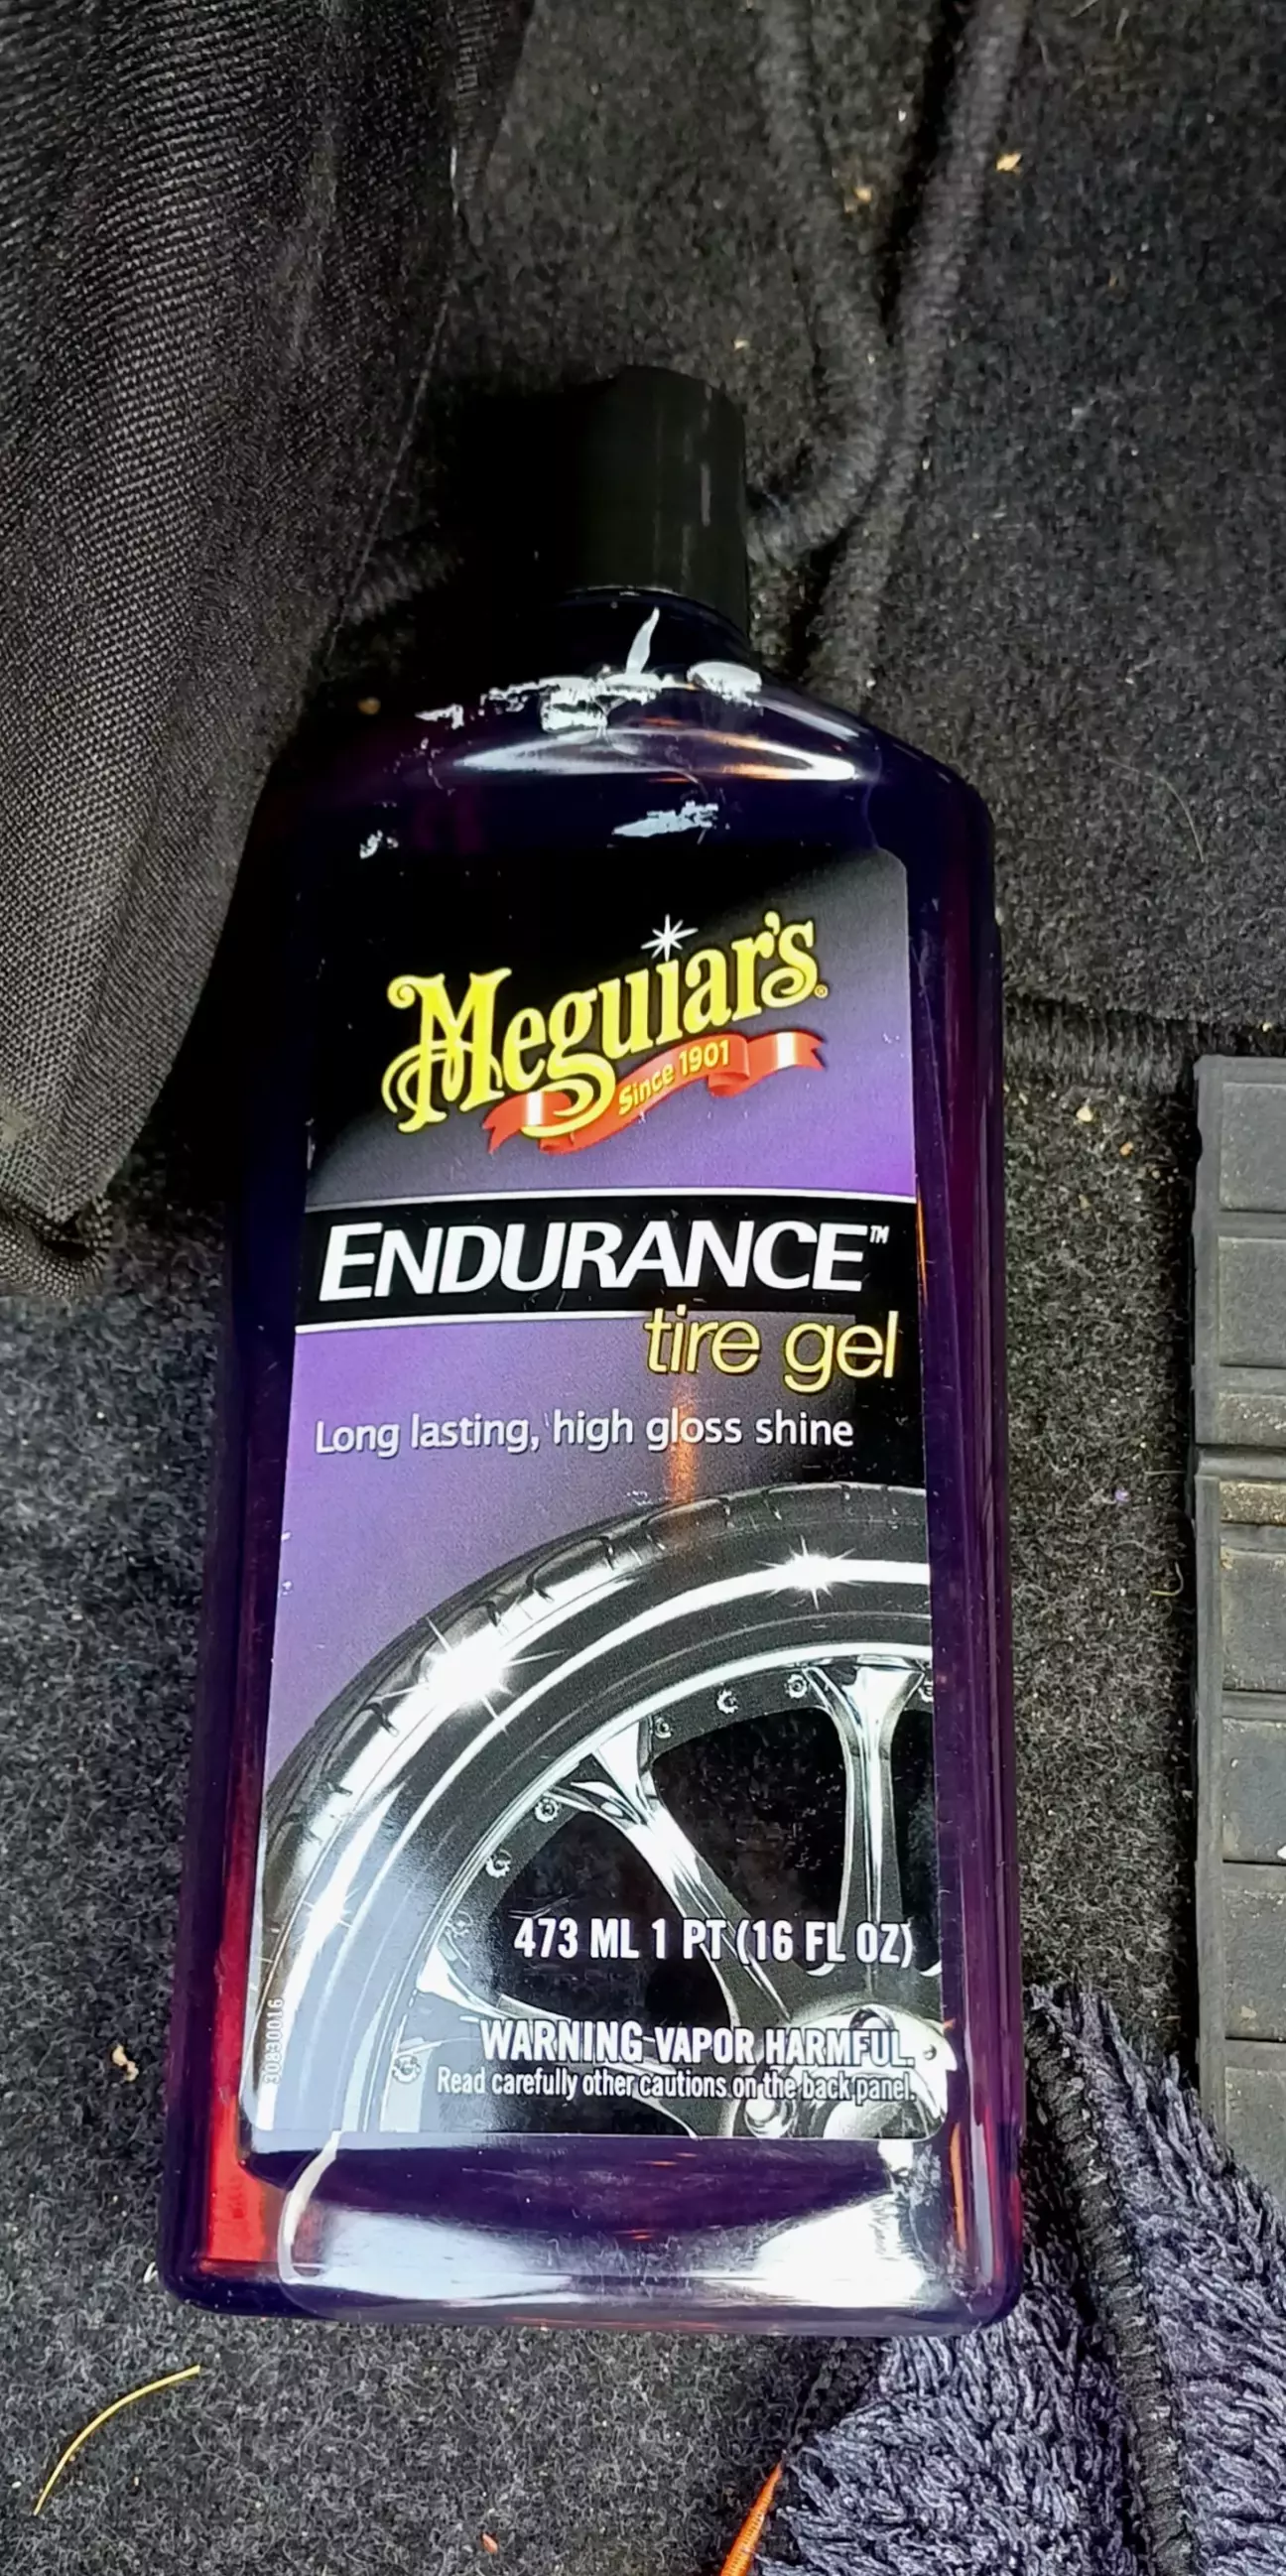 Meguiar's®
Since 1901
ENDURANCE™
tire gel
Long lasting, high gloss shine
473 ML 1 PT (16 FL OZ)
WARNING-VAPOR HARMFUL.
Read carefully other cautions on the back panel.